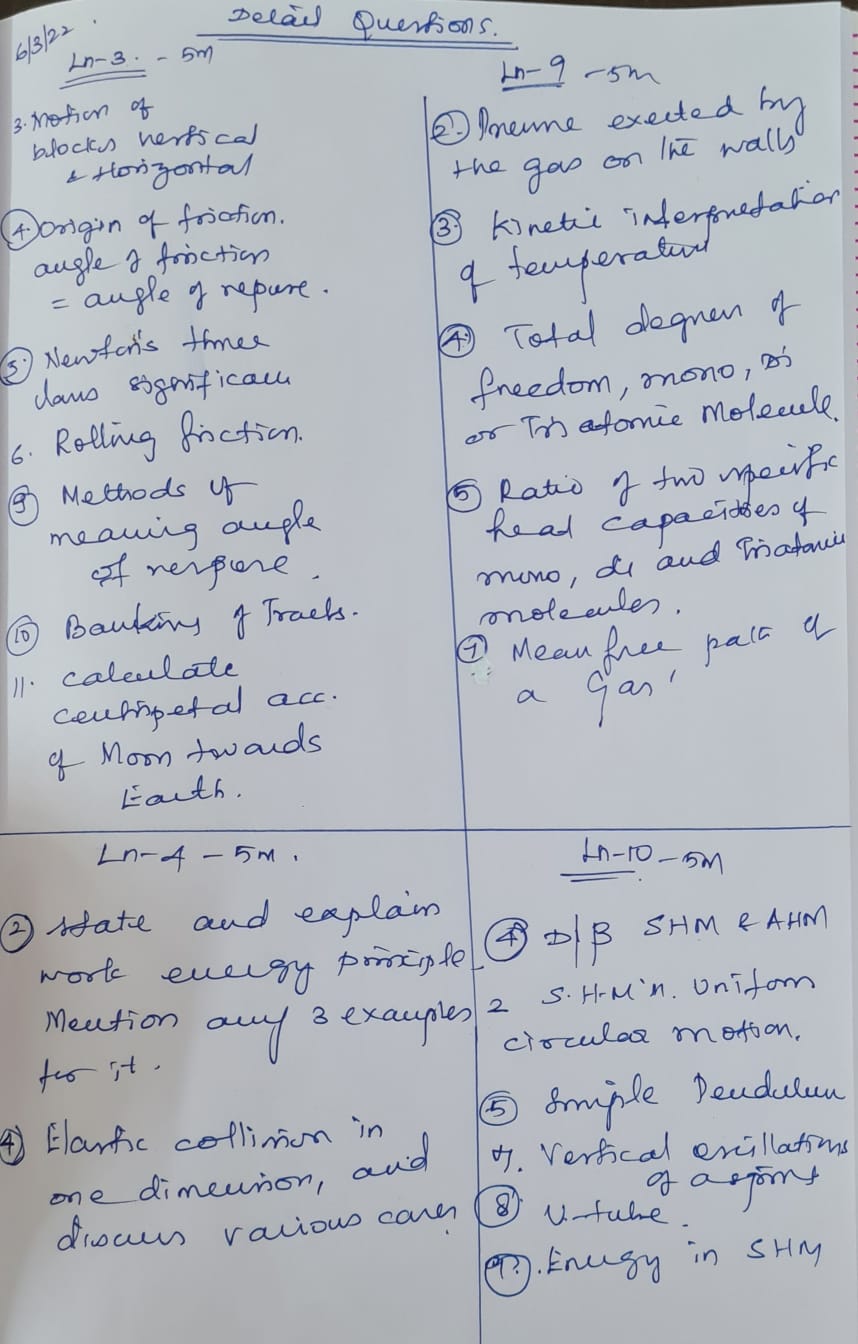 6/3/22
Detail Questions.
Ln-3. - 5m
3. Motion of
blocks vertical
& Horizontal
4. Origin of friction.
angle of friction
= angle of repose.
5. Newton's three
laws significance
6. Rolling friction.
9 Methods of
meauing angle
of repose.
10 Banking of Tracks.
11. calculate
centripetal acc.
of Moon towards
Earth.
Ln-9 - 5m
2. Pressure exected by
the gas on the walls
3. Kinetic interpretation
of temperature
4. Total degrees of
freedom, mono, di
or Tri atomic Molecule.
5 Ratio of two specific
head capacities of
mono, di and Triatomic
molecules.
7 Mean free path of
a Gas'
Ln-4 - 5m.
2 State and explain
work energy principle
Mention any 3 examples
for it.
4 Elastic collision in
one dimension, and
discuss various cases
Ln-10 - 5M
4 D/B SHM & AHM
2 S.H.M'n. Uniform
circular motion.
5 Simple Pendulum
7. Vertical oscillations
of a spring
8 U-tube.
9. Energy in SHM